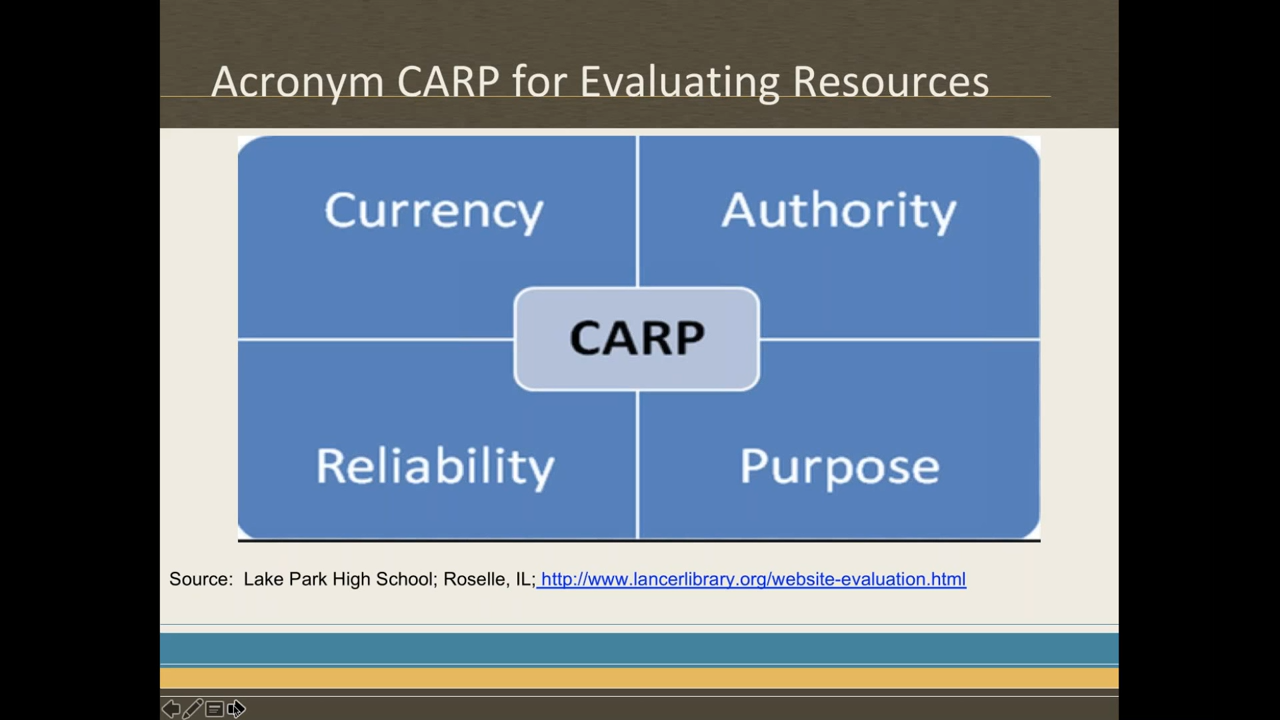 Acronym CARP for Evaluating Resources
Currency
Authority
CARP
Reliability
Purpose
Source:  Lake Park High School; Roselle, IL; http://www.lancerlibrary.org/website-evaluation.html